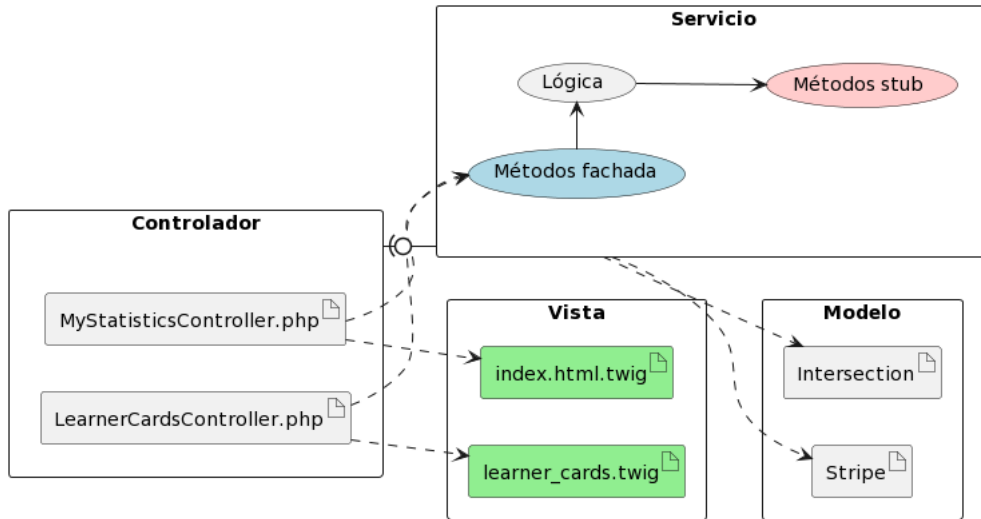 Servicio
Lógica
Métodos stub
Métodos fachada
Controlador
MyStatisticsController.php
LearnerCardsController.php
Vista
index.html.twig
learner_cards.twig
Modelo
Intersection
Stripe